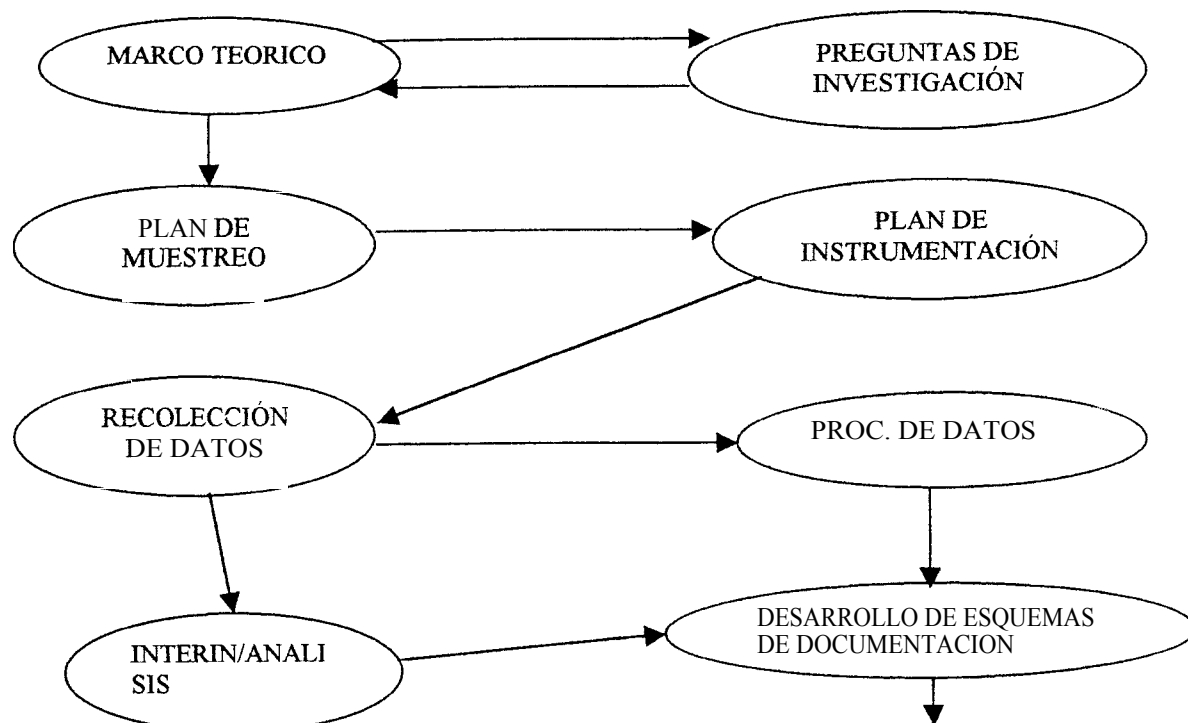 MARCO TEORICO
PREGUNTAS DE
INVESTIGACIÓN
PLAN DE
MUESTREO
PLAN DE
INSTRUMENTACIÓN
RECOLECCIÓN
DE DATOS
PROC. DE DATOS
INTERIN/ANALI
SIS
DESARROLLO DE ESQUEMAS
DE DOCUMENTACION